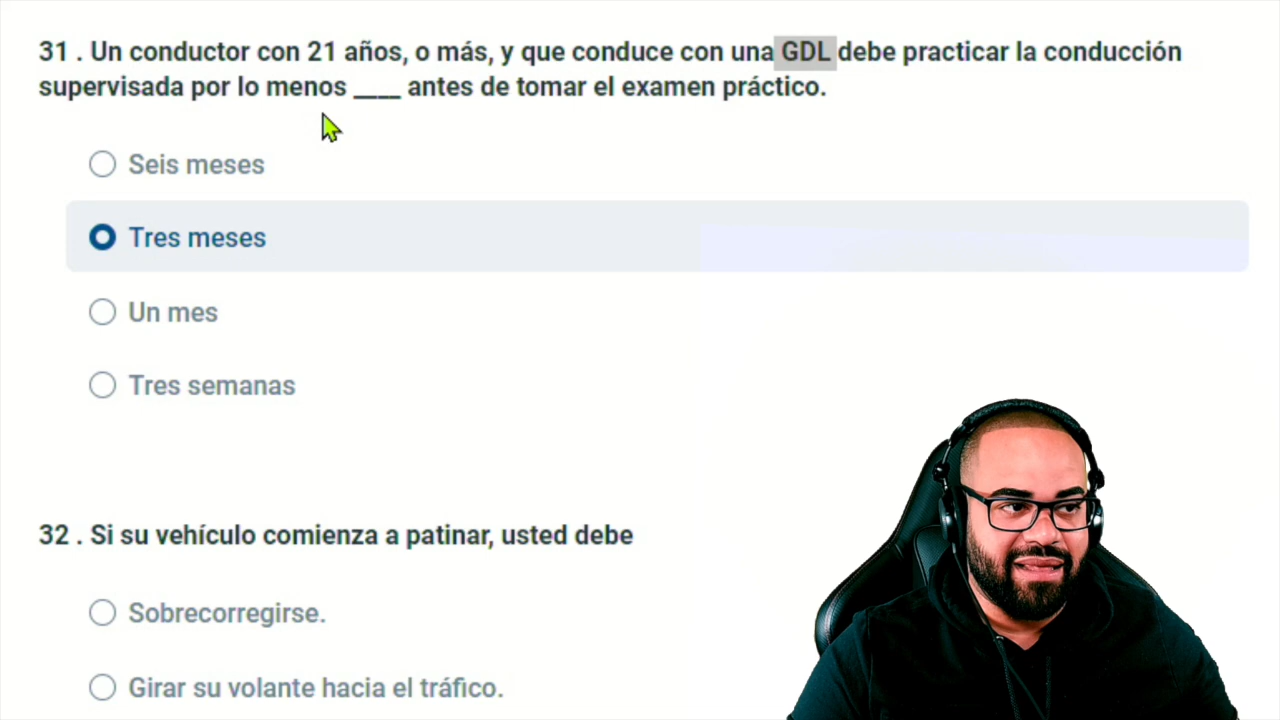 31 . Un conductor con 21 años, o más, y que conduce con una GDL debe practicar la conducción
supervisada por lo menos ____ antes de tomar el examen práctico.
Seis meses
Tres meses
Un mes
Tres semanas
32 . Si su vehículo comienza a patinar, usted debe
Sobrecorregirse.
Girar su volante hacia el tráfico.